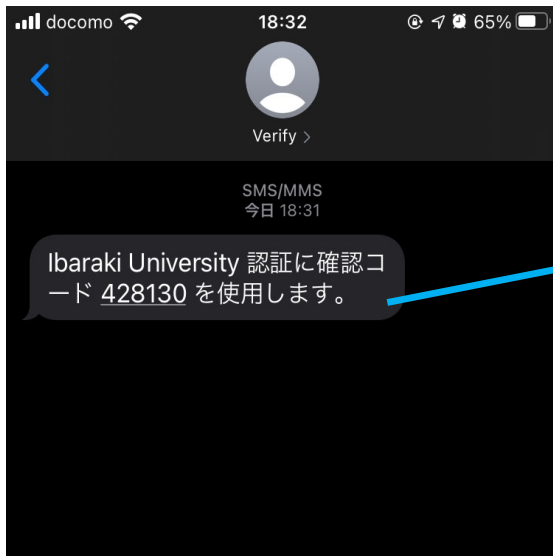 docomo 18:32 65%
Verify >
SMS/MMS
今日 18:31
Ibaraki University 認証に確認コ
ード 428130 を使用します。